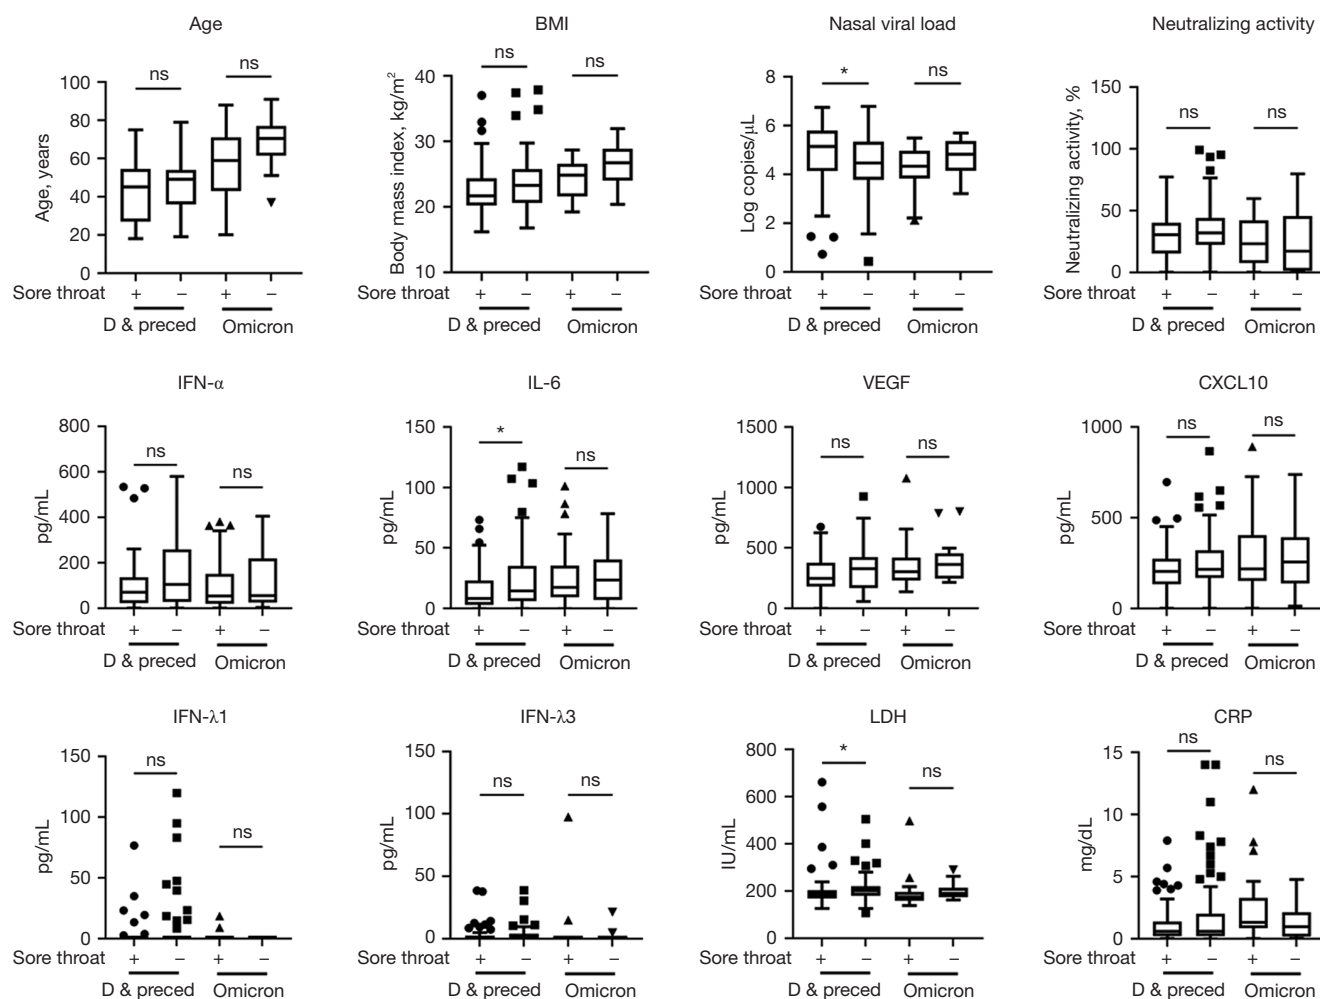 Age
BMI
Nasal viral load
Neutralizing activity
Age, years
100
80
60
40
20
0
ns
ns
Sore throat + − + −
D & preced Omicron
Body mass index, kg/m²
40
30
20
10
ns
ns
+ − + −
D & preced Omicron
Log copies/μL
8
6
4
2
0
*
ns
Sore throat + − + −
D & preced Omicron
Neutralizing activity, %
150
100
50
0
ns
ns
Sore throat + − + −
D & preced Omicron
IFN-α
IL-6
VEGF
CXCL10
pg/mL
800
600
400
200
0
ns
ns
Sore throat + − + −
D & preced Omicron
pg/mL
150
100
50
0
*
ns
Sore throat + − + −
D & preced Omicron
pg/mL
1500
1000
500
0
ns
ns
Sore throat + − + −
D & preced Omicron
pg/mL
1000
500
0
ns
ns
Sore throat + − + −
D & preced Omicron
IFN-λ1
IFN-λ3
LDH
CRP
pg/mL
150
100
50
0
ns
ns
Sore throat + − + −
D & preced Omicron
pg/mL
150
100
50
0
ns
ns
Sore throat + − + −
D & preced Omicron
IU/mL
800
600
400
200
0
*
ns
Sore throat + − + −
D & preced Omicron
mg/dL
15
10
5
0
ns
ns
Sore throat + − + −
D & preced Omicron